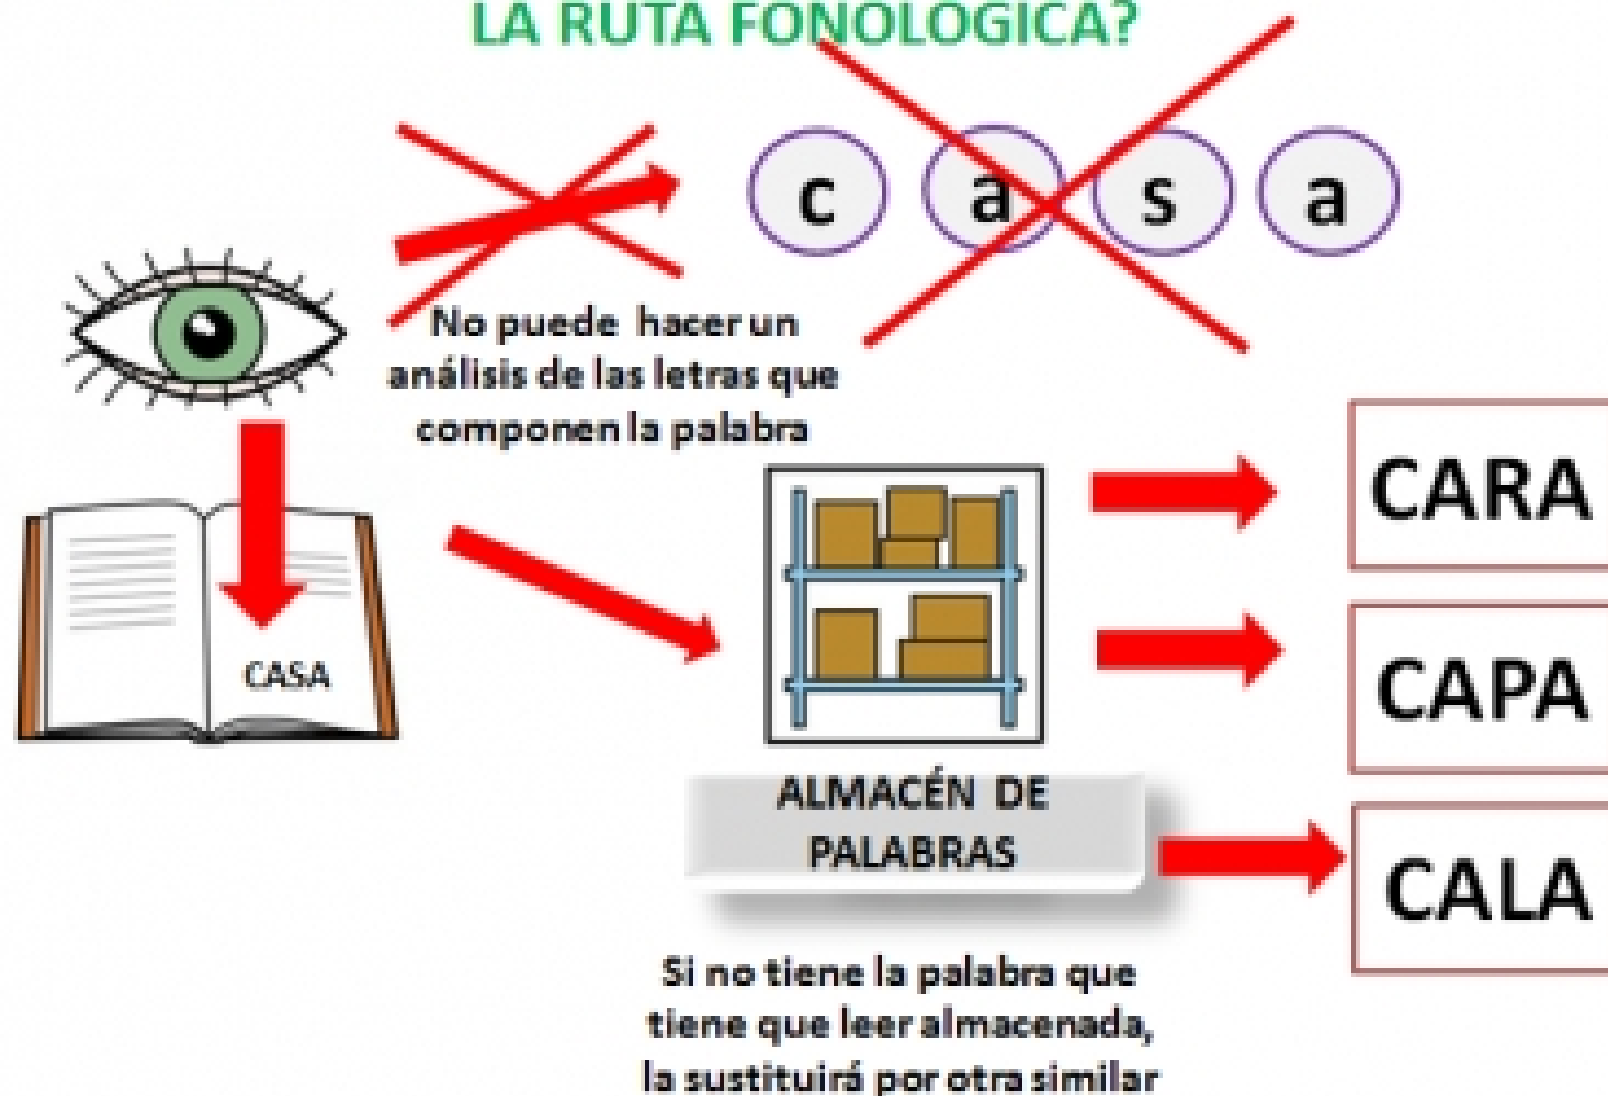 LA RUTA FONOLÓGICA?
c a s a
No puede hacer un
análisis de las letras que
componen la palabra
CASA
CARA
CAPA
ALMACÉN DE
PALABRAS
CALA
Si no tiene la palabra que
tiene que leer almacenada,
la sustituirá por otra similar